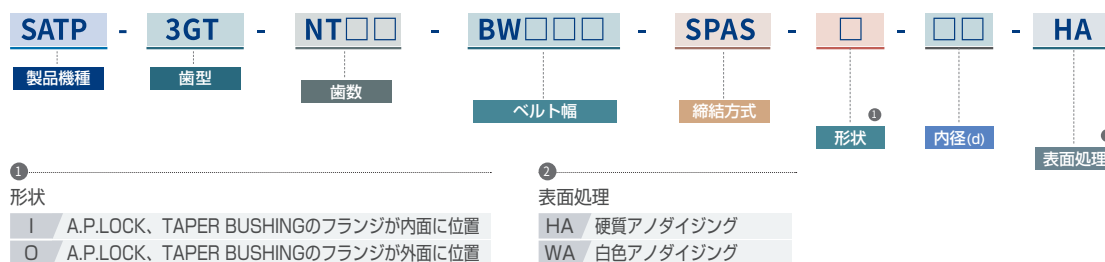 SATP - 3GT - NT□□ - BW□□□ - SPAS - □ - □□ - HA
製品機種 歯型 歯数 ベルト幅 締結方式 形状 ❶ 内径(d) 表面処理
❶
形状
I A.P.LOCK、TAPER BUSHINGのフランジが内面に位置
O A.P.LOCK、TAPER BUSHINGのフランジが外面に位置
❷
表面処理
HA 硬質アノダイジング
WA 白色アノダイジング